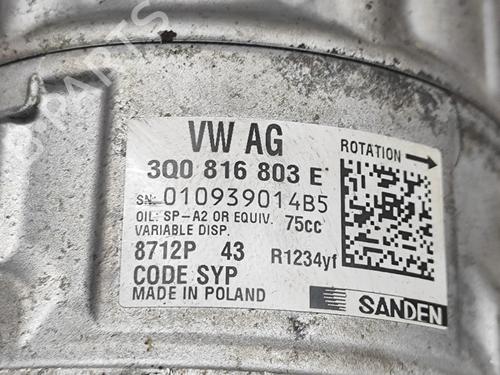 VW AG
ROTATION
3Q0 816 803 E
SN: 010939014B5
OIL: SP-A2 OR EQUIV. 75cc
VARIABLE DISP.
8712P 43 R1234yf
CODE SYP
MADE IN POLAND
SANDEN